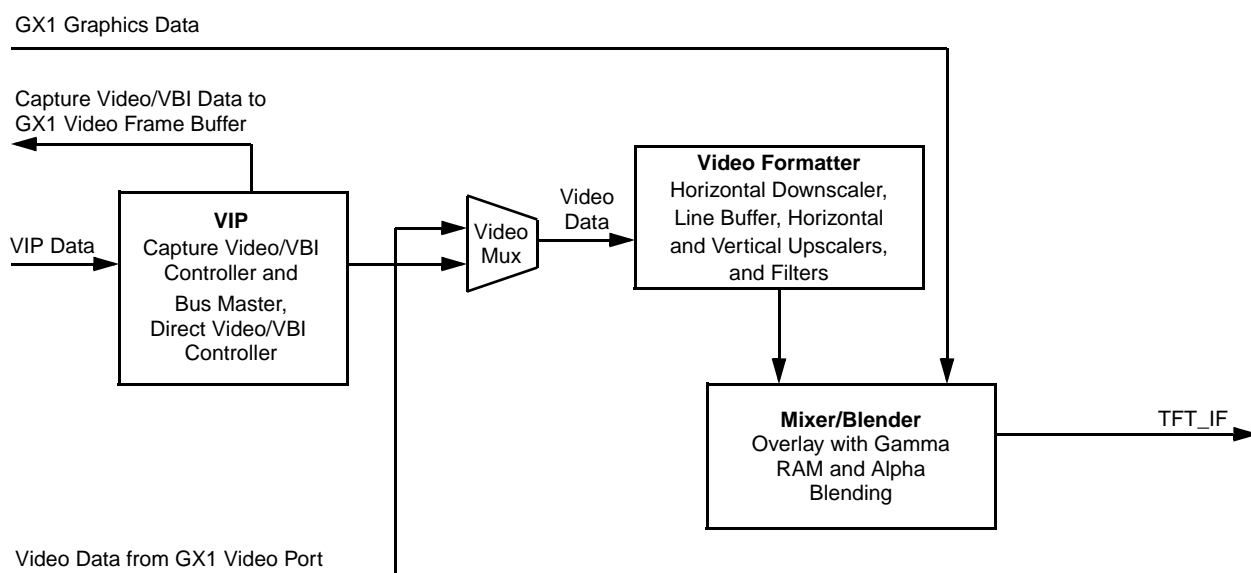 GX1 Graphics Data
Capture Video/VBI Data to
GX1 Video Frame Buffer
VIP Data
VIP
Capture Video/VBI
Controller and
Bus Master,
Direct Video/VBI
Controller
Video
Mux
Video
Data
Video Formatter
Horizontal Downscaler,
Line Buffer, Horizontal
and Vertical Upscalers,
and Filters
Mixer/Blender
Overlay with Gamma
RAM and Alpha
Blending
TFT_IF
Video Data from GX1 Video Port